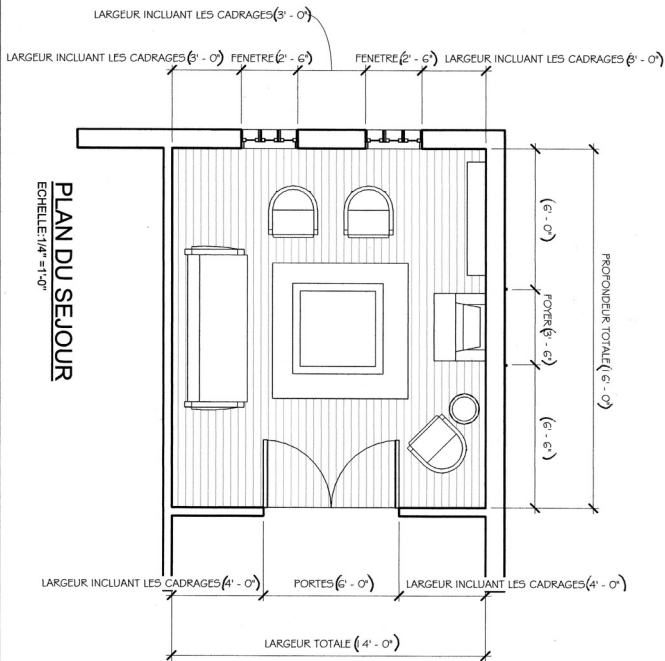 LARGEUR INCLUANT LES CADRAGES(3' - 0")
LARGEUR INCLUANT LES CADRAGES(3' - 0")
FENETRE(2' - 6")
FENETRE(2' - 6")
LARGEUR INCLUANT LES CADRAGES(3' - 0")
PLAN DU SEJOUR
ECHELLE:1/4" =1'-0"
(6' - 0")
FOYER(3' - 6")
(6' - 6")
PROFONDEUR TOTALE(16' - 0")
LARGEUR INCLUANT LES CADRAGES(4' - 0")
PORTES(6' - 0")
LARGEUR INCLUANT LES CADRAGES(4' - 0")
LARGEUR TOTALE(14' - 0")